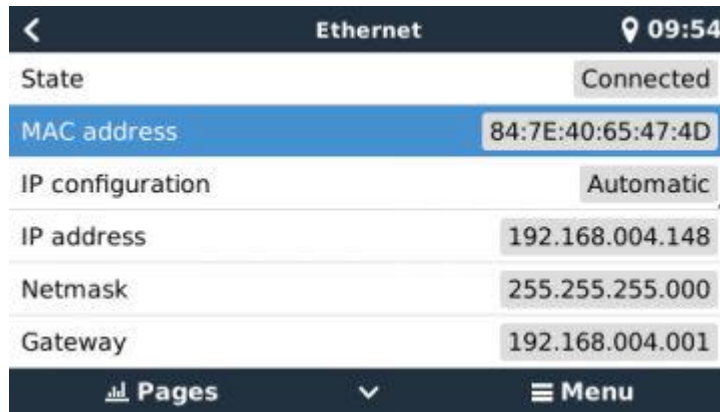 Ethernet 09:54
State Connected
MAC address 84:7E:40:65:47:4D
IP configuration Automatic
IP address 192.168.004.148
Netmask 255.255.255.000
Gateway 192.168.004.001
Pages Menu